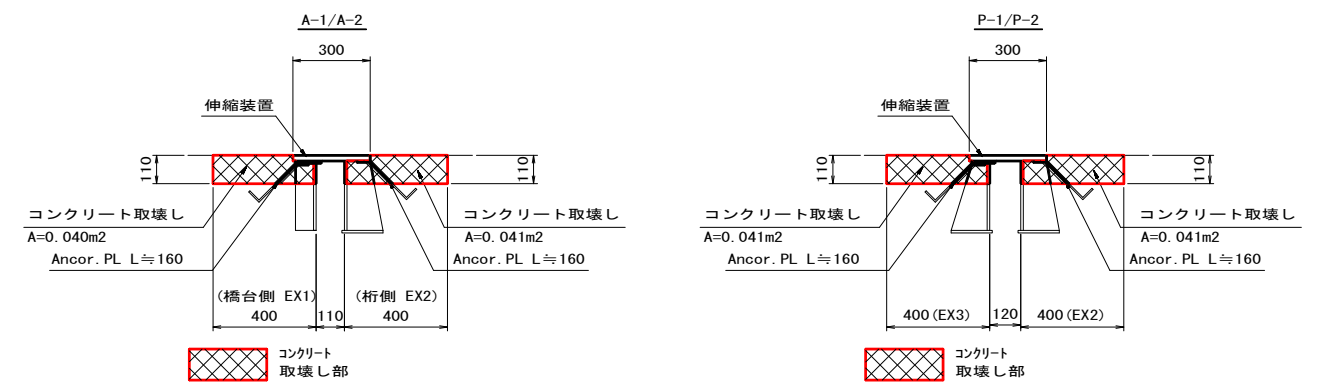 A-1/A-2
300
伸縮装置
110
110
コンクリート取壊し
A=0.040m2
Ancor.PL L≒160
コンクリート取壊し
A=0.041m2
Ancor.PL L≒160
(橋台側 EX1)
(桁側 EX2)
400
110
400
コンクリート
取壊し部
P-1/P-2
300
伸縮装置
110
110
コンクリート取壊し
A=0.041m2
Ancor.PL L≒160
コンクリート取壊し
A=0.041m2
Ancor.PL L≒160
400(EX3)
120
400(EX2)
コンクリート
取壊し部